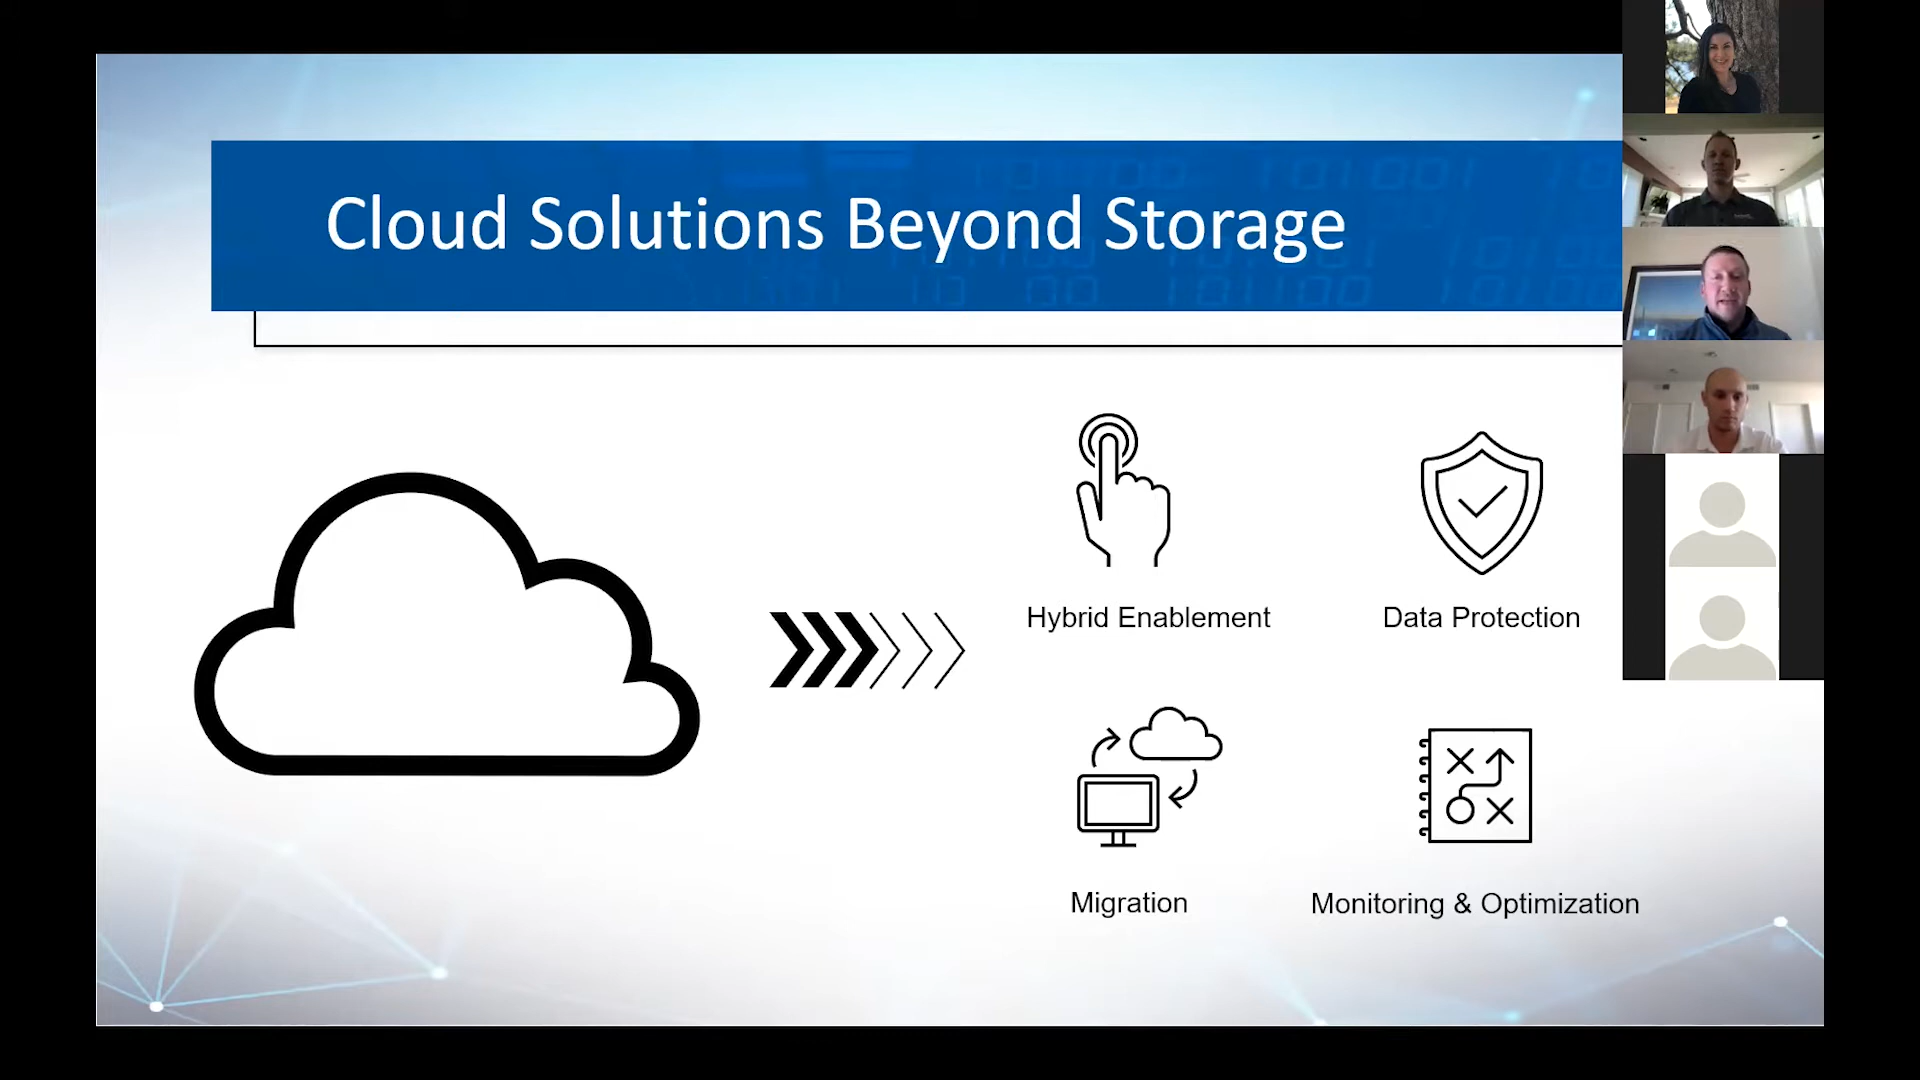 Cloud Solutions Beyond Storage
Hybrid Enablement
Data Protection
Migration
Monitoring & Optimization